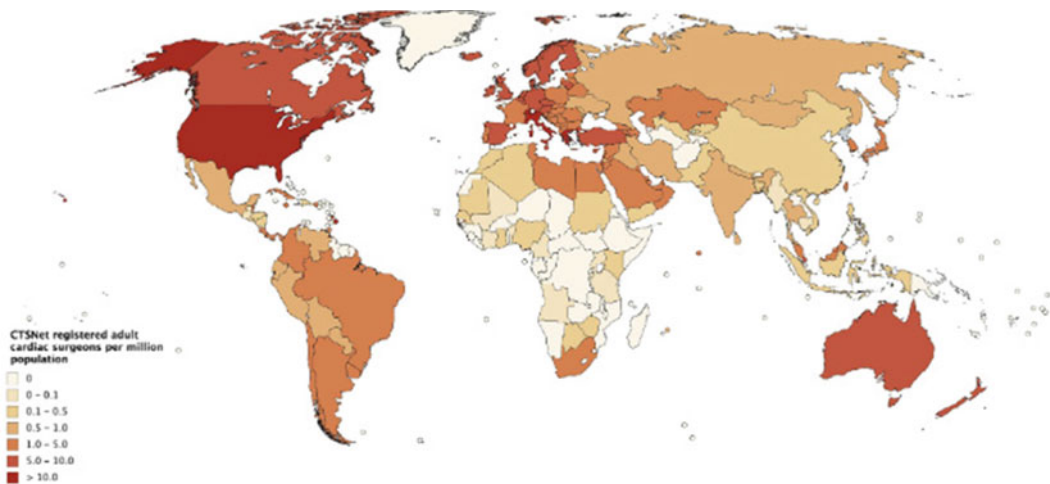 CTSNet registered adult
cardiac surgeons per million
population
0
0 - 0.1
0.1 - 0.5
0.5 - 1.0
1.0 - 5.0
5.0 - 10.0
> 10.0